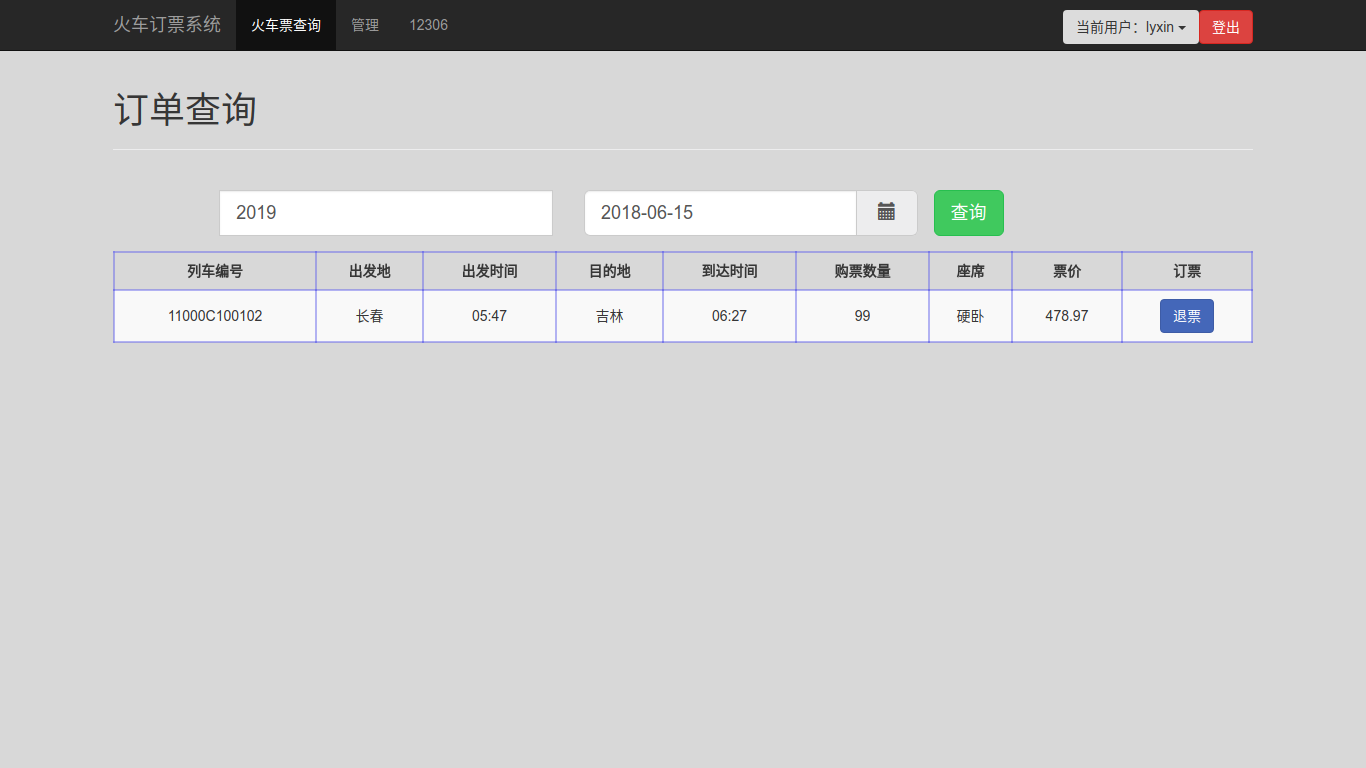 火车订票系统 火车票查询 管理 12306 当前用户：lyxin 登出
订单查询
2019 2018-06-15 查询
列车编号 出发地 出发时间 目的地 到达时间 购票数量 座席 票价 订票
11000C100102 长春 05:47 吉林 06:27 99 硬卧 478.97 退票